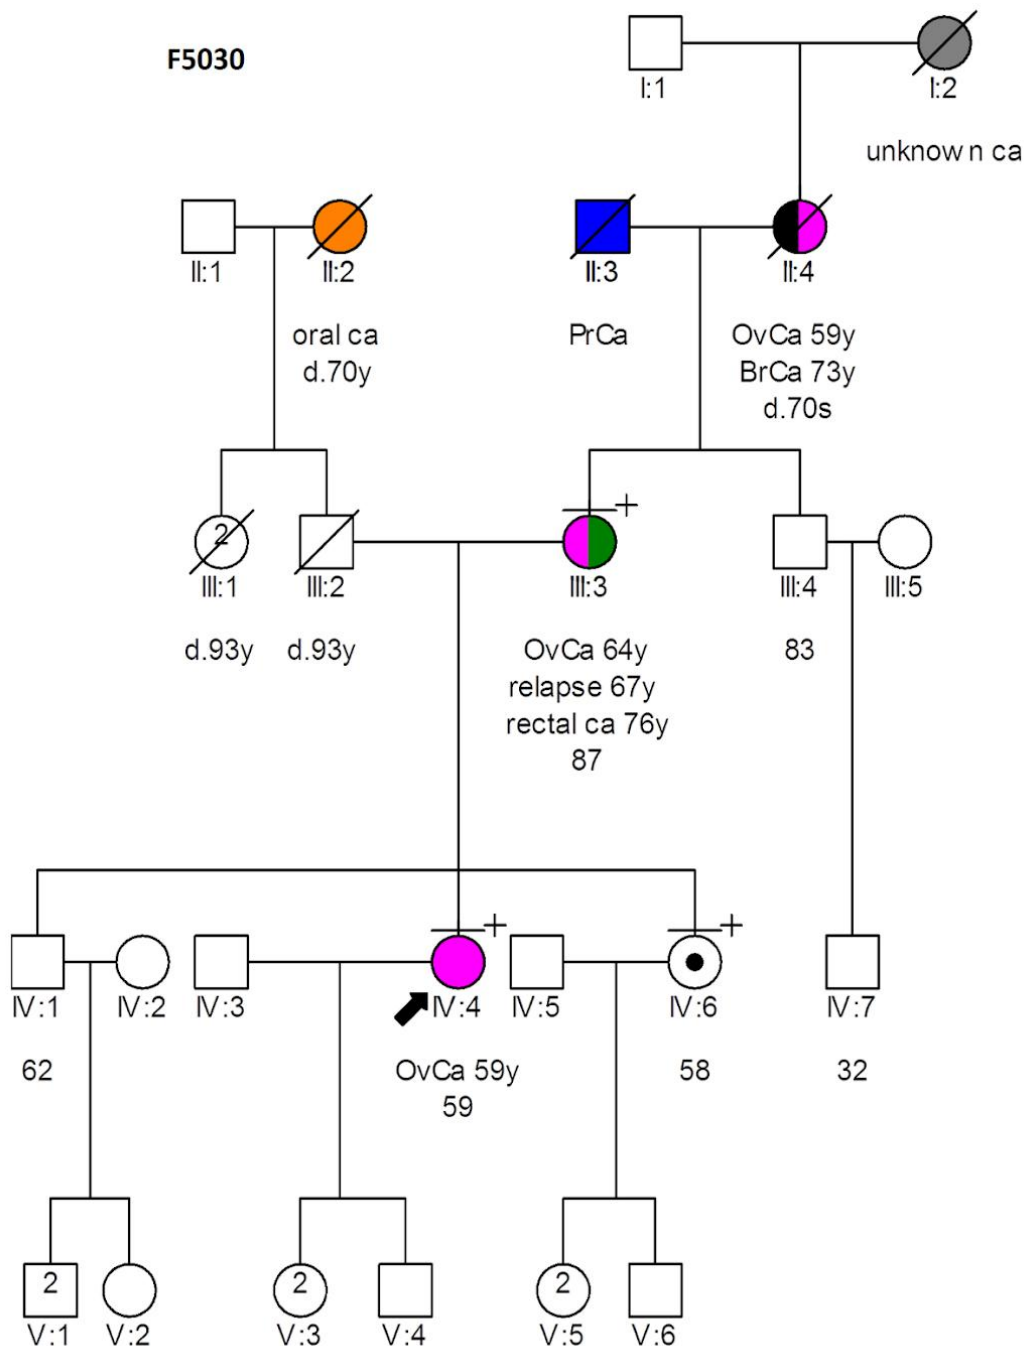 F5030
I:1 I:2
unknown ca
II:1 II:2 II:3 II:4
oral ca PrCa OvCa 59y
d.70y BrCa 73y
d.70s
+
2
III:1 III:2 III:3 III:4 III:5
d.93y d.93y OvCa 64y 83
relapse 67y
rectal ca 76y
87
+ +
IV:1 IV:2 IV:3 IV:4 IV:5 IV:6 IV:7
62 OvCa 59y 58 32
59
2 2 2
V:1 V:2 V:3 V:4 V:5 V:6